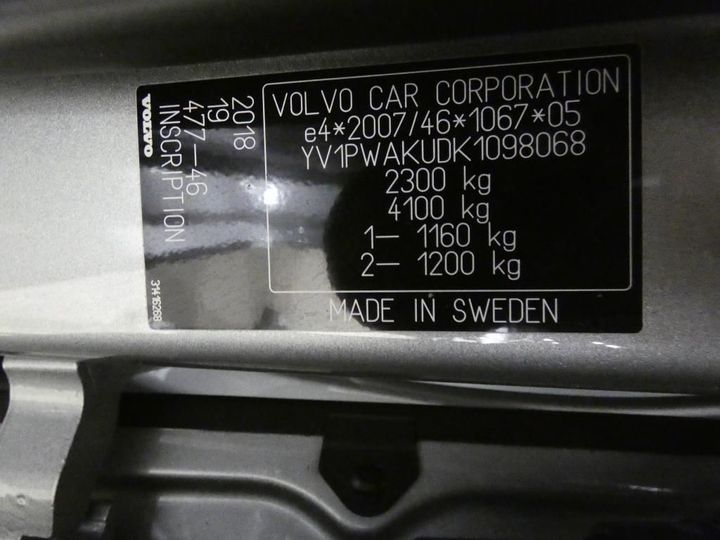 VOLVO CAR CORPORATION
e4*2007/46*1067*05
YV1PWAKUDK1098068
2300 kg
4100 kg
1- 1160 kg
2- 1200 kg
MADE IN SWEDEN
2018
19
477-46
INSCRIPTION
VOLVO
31416268